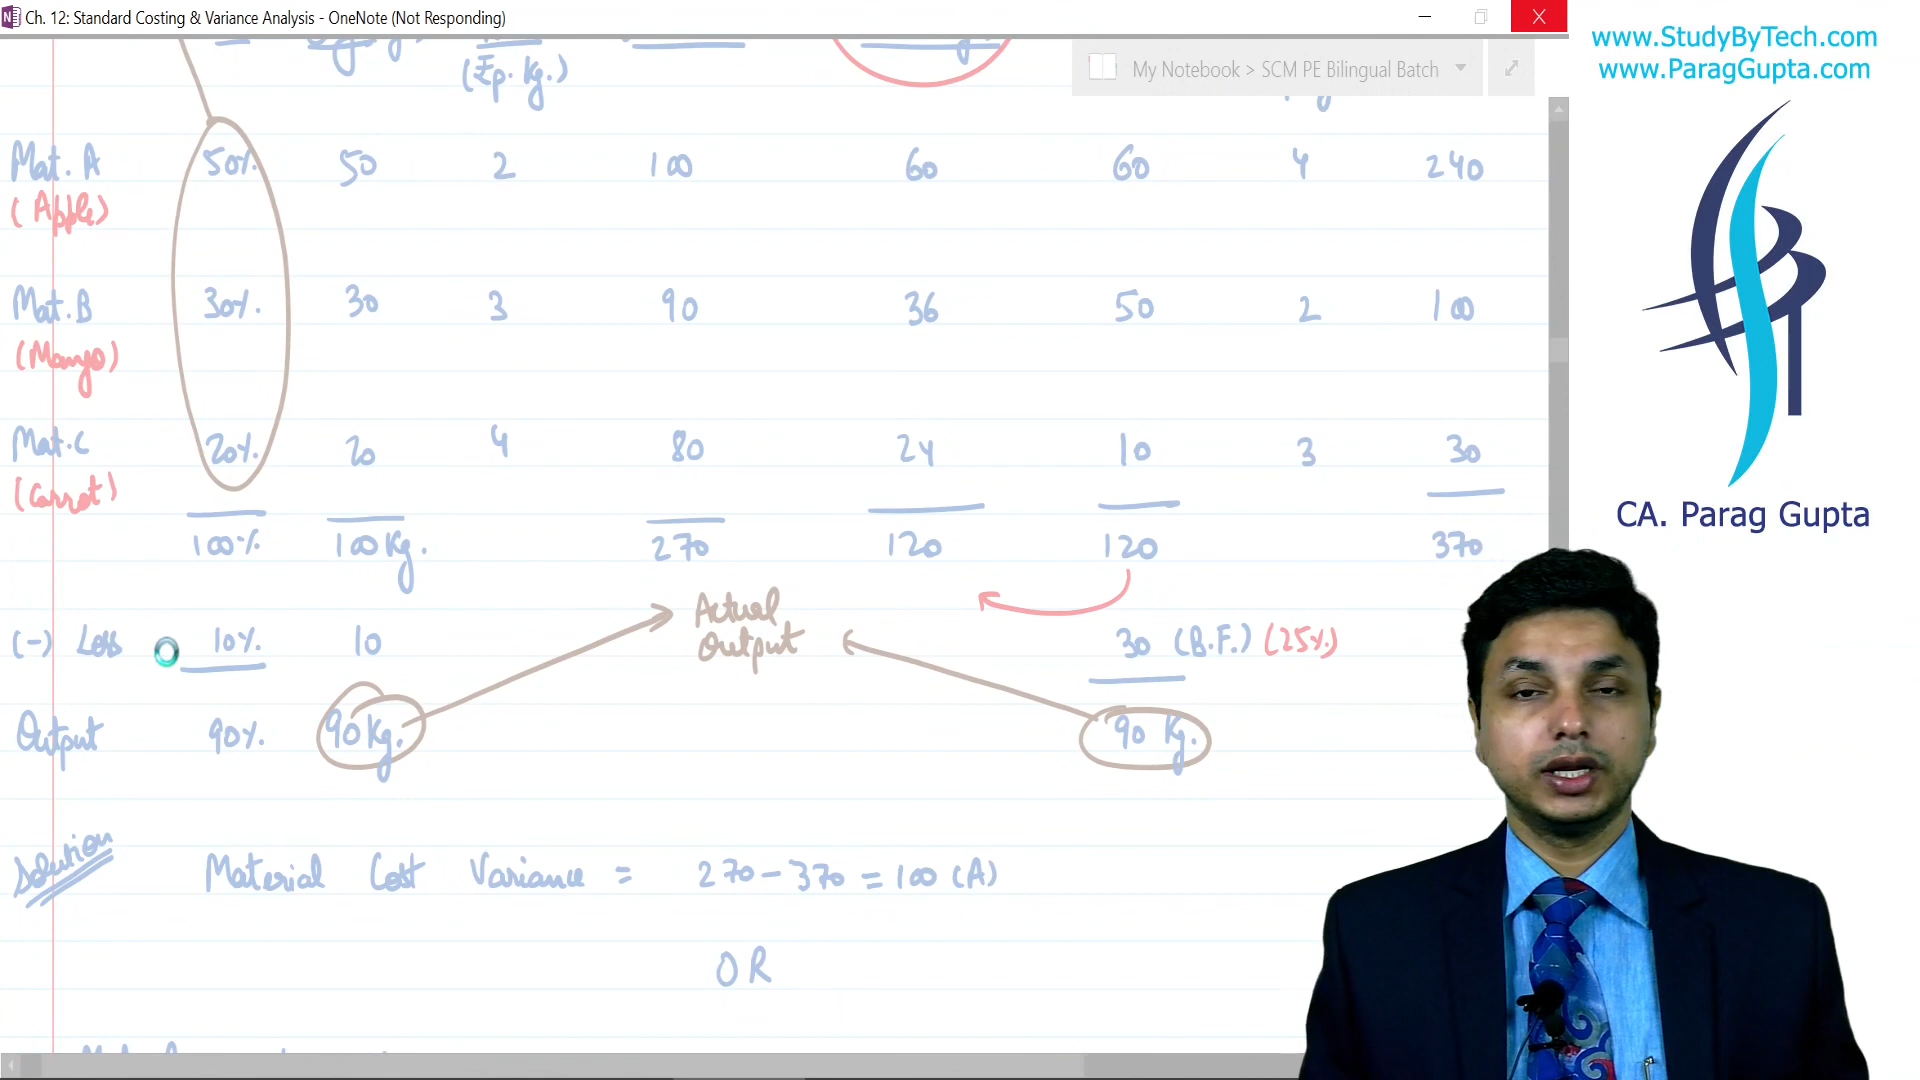 Ch. 12: Standard Costing & Variance Analysis - OneNote (Not Responding)
www.StudyByTech.com
www.ParagGupta.com
My Notebook > SCM PE Bilingual Batch
(₹ p. Kg.)
Mat. A 50% 50 2 100 60 60 4 240
(Apple)
Mat. B 30% 30 3 90 36 50 2 100
(Mango)
Mat. C 20% 20 4 80 24 10 3 30
(Carrot)
100% 100 Kg. 270 120 120 370
CA. Parag Gupta
Actual
Output
(-) Loss 10% 10 30 (B.F.) (25%)
Output 90% 90 Kg. 90 Kg.
Solution
Material Cost Variance = 270 - 370 = 100 (A)
OR